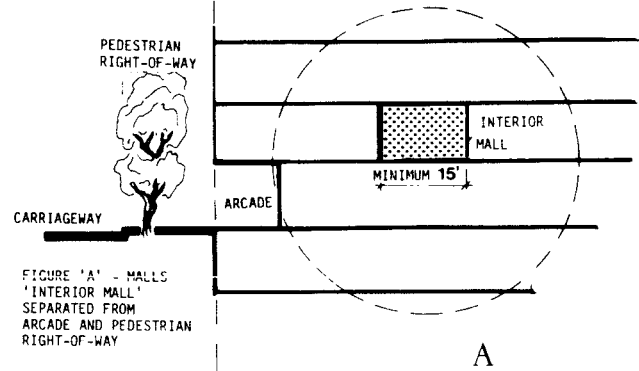 PEDESTRIAN
RIGHT-OF-WAY
INTERIOR
MALL
MINIMUM 15'
ARCADE
CARRIAGEWAY
FIGURE 'A' - MALLS
'INTERIOR MALL'
SEPARATED FROM
ARCADE AND PEDESTRIAN
RIGHT-OF-WAY
A